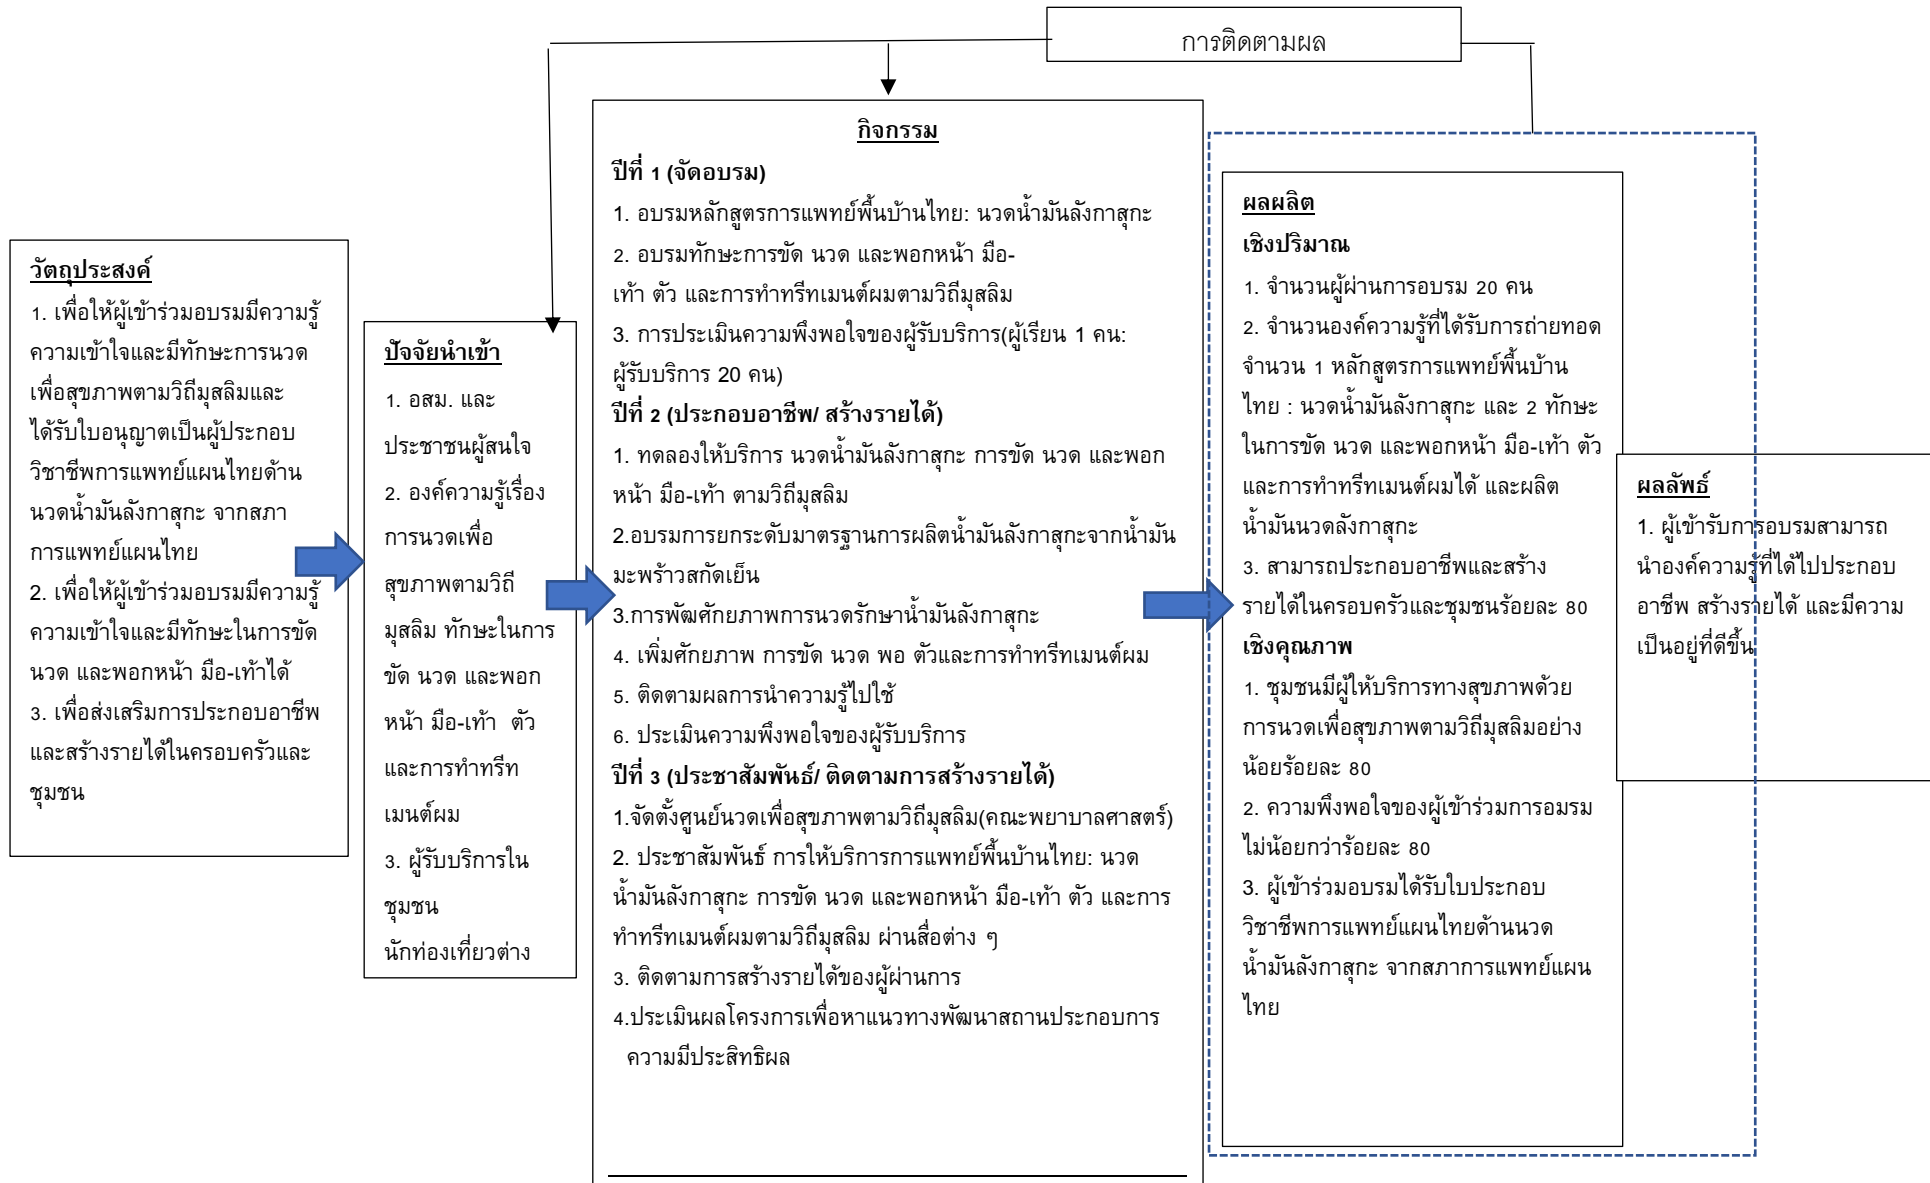 การติดตามผล
วัตถุประสงค์
1. เพื่อให้ผู้เข้าร่วมอบรมมีความรู้
ความเข้าใจและมีทักษะการนวด
เพื่อสุขภาพตามวิถีมุสลิมและ
ได้รับใบอนุญาตเป็นผู้ประกอบ
วิชาชีพการแพทย์แผนไทยด้าน
นวดน้ำมันลังกาสุกะ จากสภา
การแพทย์แผนไทย
2. เพื่อให้ผู้เข้าร่วมอบรมมีความรู้
ความเข้าใจและมีทักษะในการขัด
นวด และพอกหน้า มือ-เท้าได้
3. เพื่อส่งเสริมการประกอบอาชีพ
และสร้างรายได้ในครอบครัวและ
ชุมชน
ปัจจัยนำเข้า
1. อสม. และ
ประชาชนผู้สนใจ
2. องค์ความรู้เรื่อง
การนวดเพื่อ
สุขภาพตามวิถี
มุสลิม ทักษะในการ
ขัด นวด และพอก
หน้า มือ-เท้า ตัว
และการทำทรีท
เมนต์ผม
3. ผู้รับบริการใน
ชุมชน
นักท่องเที่ยวต่าง
กิจกรรม
ปีที่ 1 (จัดอบรม)
1. อบรมหลักสูตรการแพทย์พื้นบ้านไทย: นวดน้ำมันลังกาสุกะ
2. อบรมทักษะการขัด นวด และพอกหน้า มือ-
เท้า ตัว และการทำทรีทเมนต์ผมตามวิถีมุสลิม
3. การประเมินความพึงพอใจของผู้รับบริการ(ผู้เรียน 1 คน:
ผู้รับบริการ 20 คน)
ปีที่ 2 (ประกอบอาชีพ/ สร้างรายได้)
1. ทดลองให้บริการ นวดน้ำมันลังกาสุกะ การขัด นวด และพอก
หน้า มือ-เท้า ตามวิถีมุสลิม
2.อบรมการยกระดับมาตรฐานการผลิตน้ำมันลังกาสุกะจากน้ำมัน
มะพร้าวสกัดเย็น
3.การพัฒศักยภาพการนวดรักษาน้ำมันลังกาสุกะ
4. เพิ่มศักยภาพ การขัด นวด พอ ตัวและการทำทรีทเมนต์ผม
5. ติดตามผลการนำความรู้ไปใช้
6. ประเมินความพึงพอใจของผู้รับบริการ
ปีที่ 3 (ประชาสัมพันธ์/ ติดตามการสร้างรายได้)
1.จัดตั้งศูนย์นวดเพื่อสุขภาพตามวิถีมุสลิม(คณะพยาบาลศาสตร์)
2. ประชาสัมพันธ์ การให้บริการการแพทย์พื้นบ้านไทย: นวด
น้ำมันลังกาสุกะ การขัด นวด และพอกหน้า มือ-เท้า ตัว และการ
ทำทรีทเมนต์ผมตามวิถีมุสลิม ผ่านสื่อต่าง ๆ
3. ติดตามการสร้างรายได้ของผู้ผ่านการ
4.ประเมินผลโครงการเพื่อหาแนวทางพัฒนาสถานประกอบการ
ความมีประสิทธิผล
ผลผลิต
เชิงปริมาณ
1. จำนวนผู้ผ่านการอบรม 20 คน
2. จำนวนองค์ความรู้ที่ได้รับการถ่ายทอด
จำนวน 1 หลักสูตรการแพทย์พื้นบ้าน
ไทย : นวดน้ำมันลังกาสุกะ และ 2 ทักษะ
ในการขัด นวด และพอกหน้า มือ-เท้า ตัว
และการทำทรีทเมนต์ผมได้ และผลิต
น้ำมันนวดลังกาสุกะ
3. สามารถประกอบอาชีพและสร้าง
รายได้ในครอบครัวและชุมชนร้อยละ 80
เชิงคุณภาพ
1. ชุมชนมีผู้ให้บริการทางสุขภาพด้วย
การนวดเพื่อสุขภาพตามวิถีมุสลิมอย่าง
น้อยร้อยละ 80
2. ความพึงพอใจของผู้เข้าร่วมการอมรม
ไม่น้อยกว่าร้อยละ 80
3. ผู้เข้าร่วมอบรมได้รับใบประกอบ
วิชาชีพการแพทย์แผนไทยด้านนวด
น้ำมันลังกาสุกะ จากสภาการแพทย์แผน
ไทย
ผลลัพธ์
1. ผู้เข้ารับการอบรมสามารถ
นำองค์ความรู้ที่ได้ไปประกอบ
อาชีพ สร้างรายได้ และมีความ
เป็นอยู่ที่ดีขึ้น